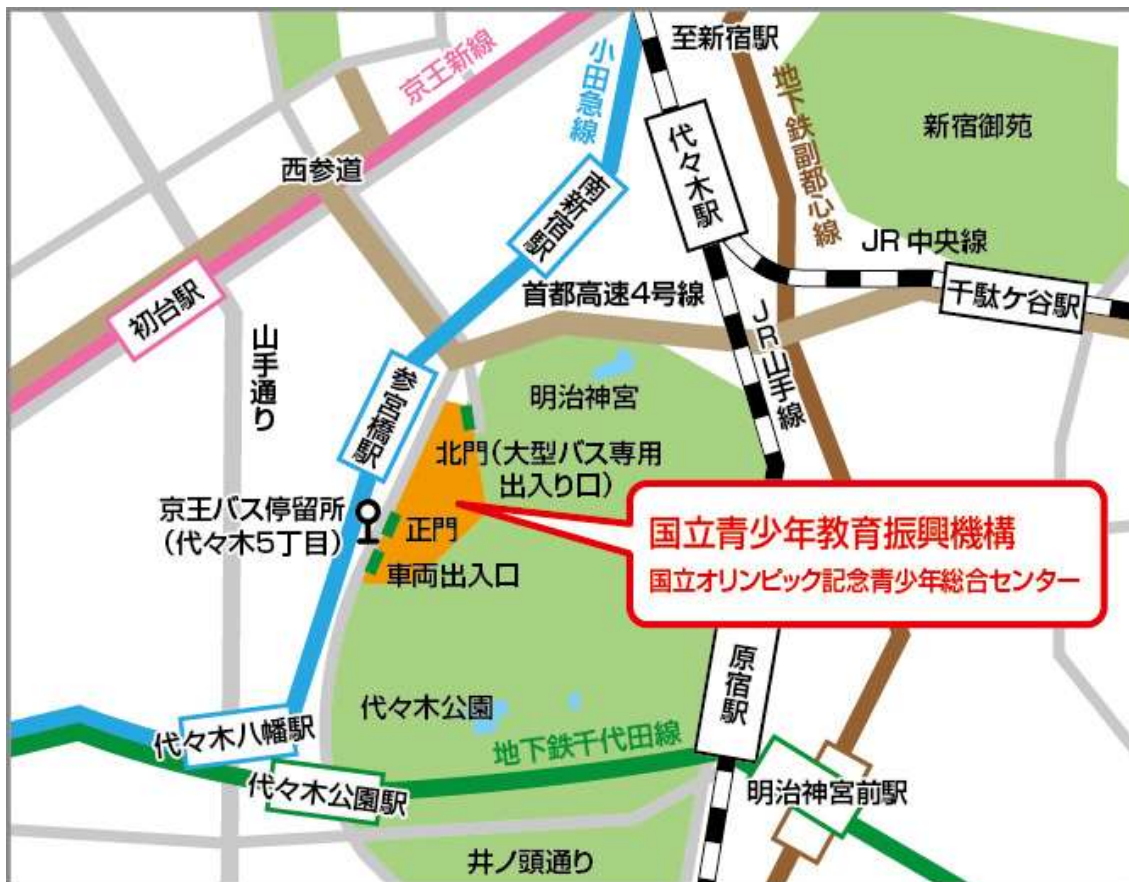 至新宿駅
京王新線
小田急線
地下鉄副都心線
新宿御苑
代々木駅
西参道
南新宿駅
JR中央線
首都高速4号線
千駄ケ谷駅
初台駅
JR山手線
山手通り
明治神宮
参宮橋駅
北門(大型バス専用
出入り口)
京王バス停留所
(代々木5丁目)
正門
国立青少年教育振興機構
国立オリンピック記念青少年総合センター
車両出入口
原宿駅
代々木公園
代々木八幡駅
地下鉄千代田線
代々木公園駅
明治神宮前駅
井ノ頭通り